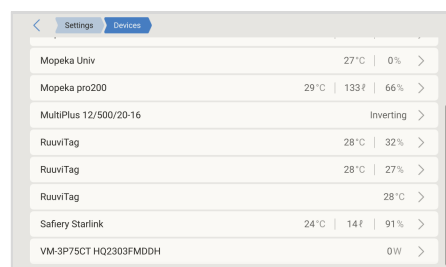 Settings Devices
Mopeka Univ 27°C 0%
Mopeka pro200 29°C 133ℓ 66%
MultiPlus 12/500/20-16 Inverting
RuuviTag 28°C 32%
RuuviTag 28°C 27%
RuuviTag 28°C
Safiery Starlink 24°C 14ℓ 91%
VM-3P75CT HQ2303FMDDH 0W